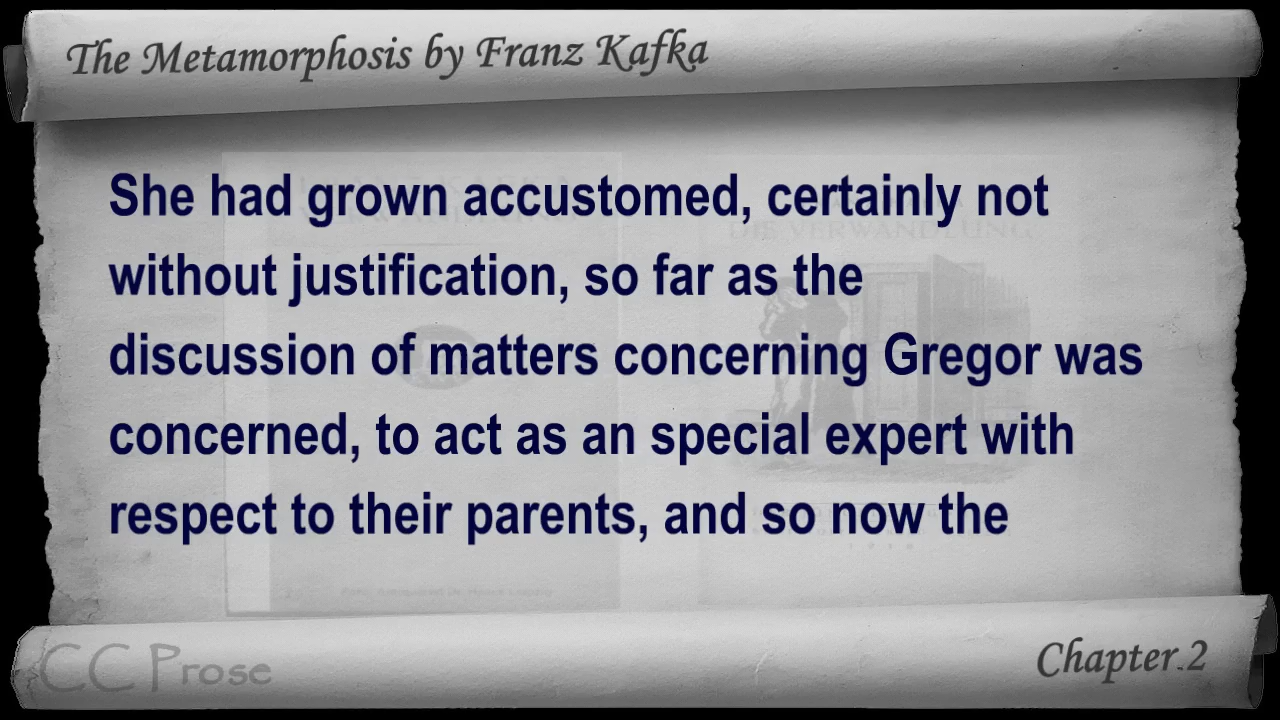 The Metamorphosis by Franz Kafka
She had grown accustomed, certainly not
without justification, so far as the
discussion of matters concerning Gregor was
concerned, to act as an special expert with
respect to their parents, and so now the
CC Prose
Chapter 2